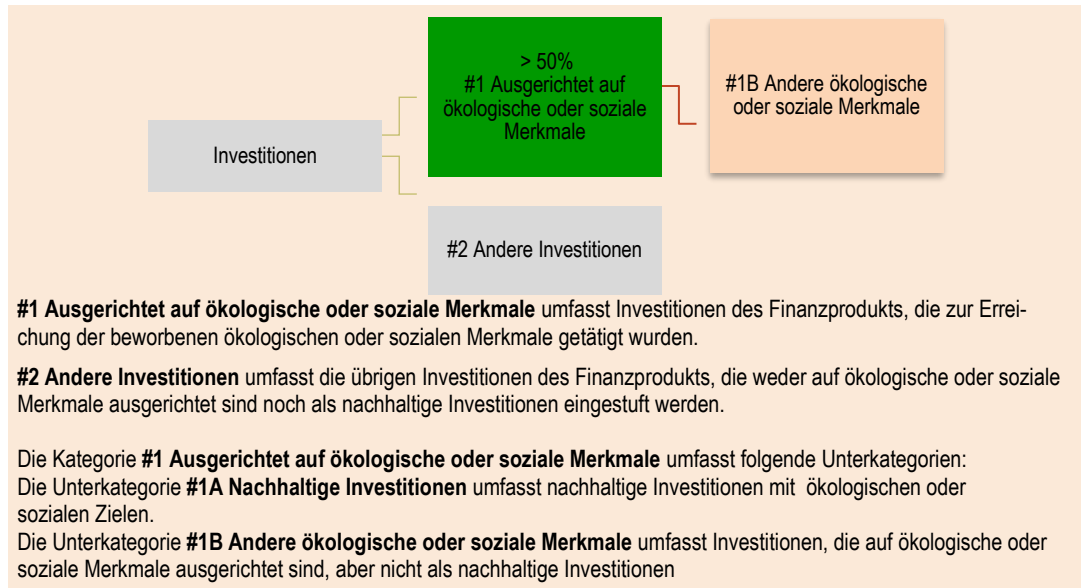 > 50%
#1 Ausgerichtet auf
ökologische oder soziale
Merkmale
#1B Andere ökologische
oder soziale Merkmale
Investitionen
#2 Andere Investitionen
#1 Ausgerichtet auf ökologische oder soziale Merkmale umfasst Investitionen des Finanzprodukts, die zur Errei-
chung der beworbenen ökologischen oder sozialen Merkmale getätigt wurden.
#2 Andere Investitionen umfasst die übrigen Investitionen des Finanzprodukts, die weder auf ökologische oder soziale
Merkmale ausgerichtet sind noch als nachhaltige Investitionen eingestuft werden.
Die Kategorie #1 Ausgerichtet auf ökologische oder soziale Merkmale umfasst folgende Unterkategorien:
Die Unterkategorie #1A Nachhaltige Investitionen umfasst nachhaltige Investitionen mit ökologischen oder
sozialen Zielen.
Die Unterkategorie #1B Andere ökologische oder soziale Merkmale umfasst Investitionen, die auf ökologische oder
soziale Merkmale ausgerichtet sind, aber nicht als nachhaltige Investitionen